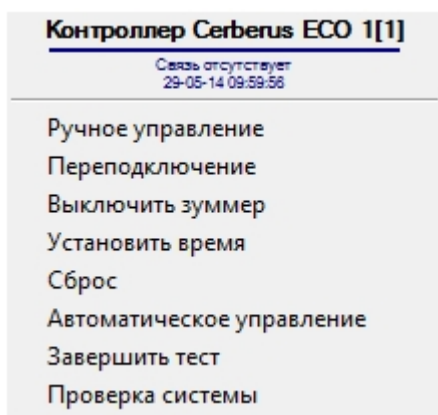 Контроллер Cerberus ECO 1[1]
Связь отсутствует
29-05-14 09:59:56
Ручное управление
Переподключение
Выключить зуммер
Установить время
Сброс
Автоматическое управление
Завершить тест
Проверка системы